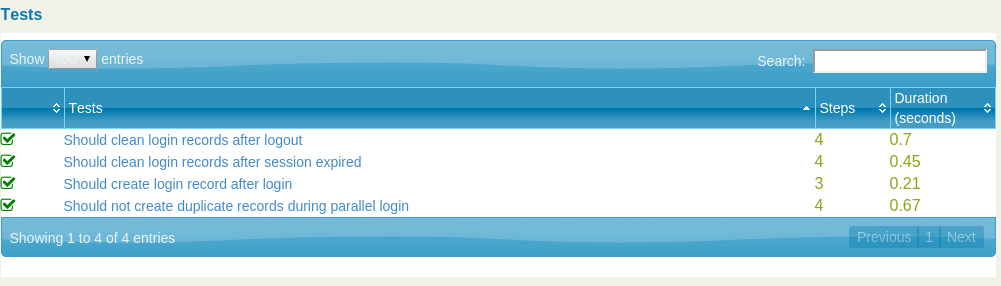 Tests
Show 100 entries
Search:
Tests Steps Duration (seconds)
Should clean login records after logout 4 0.7
Should clean login records after session expired 4 0.45
Should create login record after login 3 0.21
Should not create duplicate records during parallel login 4 0.67
Showing 1 to 4 of 4 entries Previous 1 Next